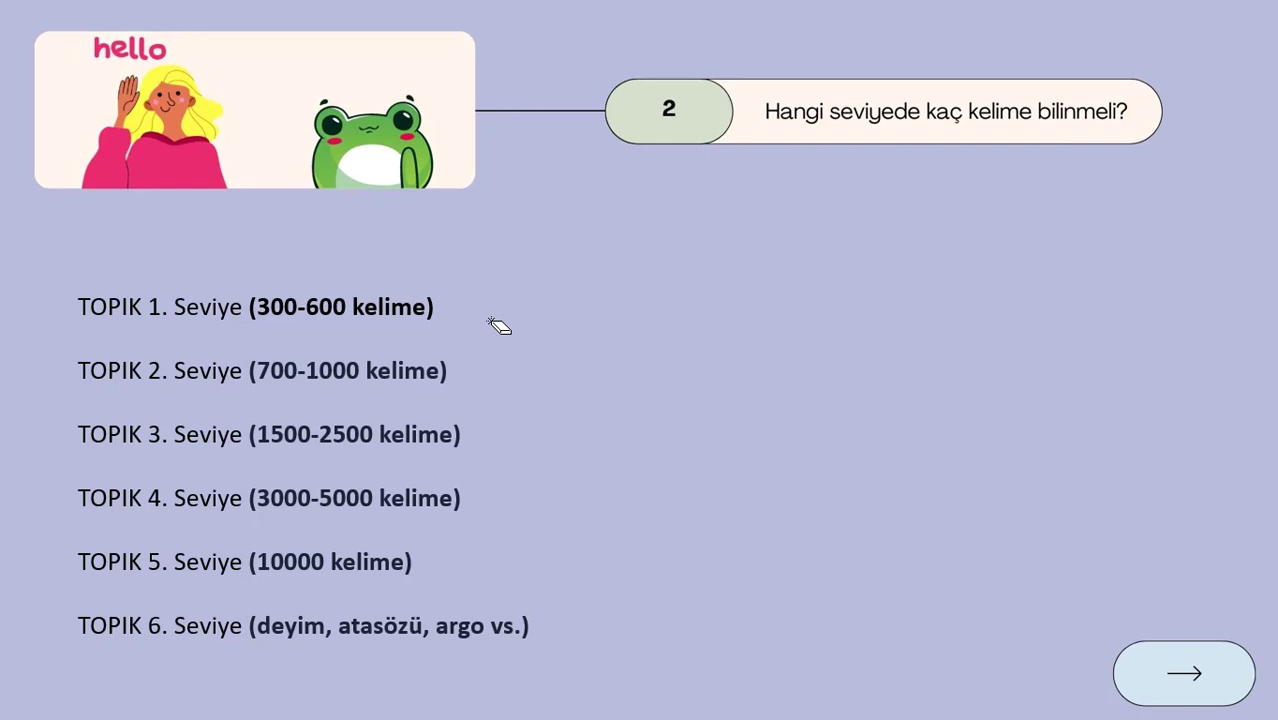 hello
2
Hangi seviyede kaç kelime bilinmeli?
TOPIK 1. Seviye (300-600 kelime)
TOPIK 2. Seviye (700-1000 kelime)
TOPIK 3. Seviye (1500-2500 kelime)
TOPIK 4. Seviye (3000-5000 kelime)
TOPIK 5. Seviye (10000 kelime)
TOPIK 6. Seviye (deyim, atasözü, argo vs.)